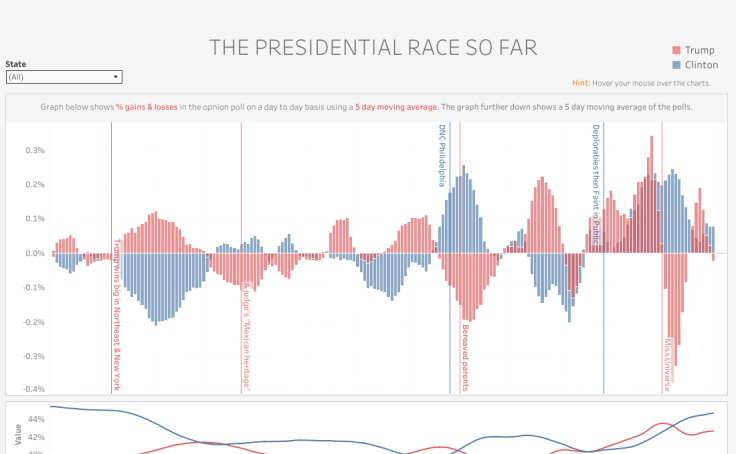 THE PRESIDENTIAL RACE SO FAR
Trump
Clinton
State
(All)
Hint: Hover your mouse over the charts.
Graph below shows % gains & losses in the opnion poll on a day to day basis using a 5 day moving average. The graph further down shows a 5 day moving average of the polls.
0.3%
0.2%
0.1%
0.0%
-0.1%
-0.2%
-0.3%
-0.4%
Trump wins big in Northeast & New York
A judge's "Mexican heritage"
DNC Philidelphia
Bereaved parents
Deplorables then Faint in Public
Miss Universe
Value
44%
42%
40%